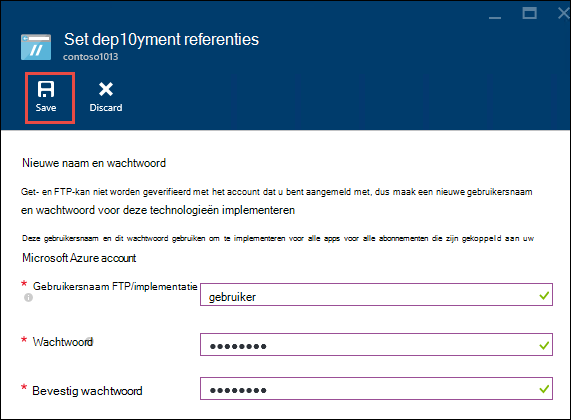 Set dep10yment referenties
contoso1013
Save Discard
Nieuwe naam en wachtwoord
Get- en FTP-kan niet worden geverifieerd met het account dat u bent aangemeld met, dus maak een nieuwe gebruikersnaam
en wachtwoord voor deze technologieën implementeren
Deze gebruikersnaam en dit wachtwoord gebruiken om te implementeren voor alle apps voor alle abonnementen die zijn gekoppeld aan uw
Microsoft Azure account
* Gebruikersnaam FTP/implementatie
gebruiker
* Wachtwoord
●●●●●●●●
* Bevestig wachtwoord
●●●●●●●●